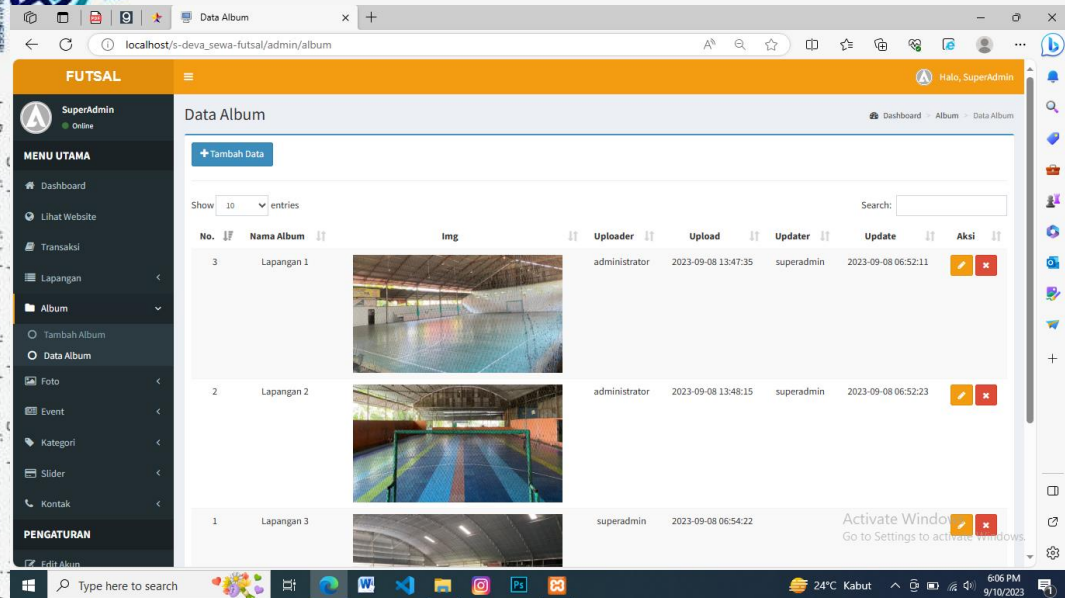 Data Album
localhost/s-deva_sewa-futsal/admin/album
FUTSAL
Halo, SuperAdmin
SuperAdmin
Online
Data Album
Dashboard > Album > Data Album
MENU UTAMA
Tambah Data
Dashboard
Lihat Website
Transaksi
Lapangan
Album
Tambah Album
Data Album
Foto
Event
Kategori
Slider
Kontak
PENGATURAN
Edit Akun
Show 10 entries
Search:
No. Nama Album Img Uploader Upload Updater Update Aksi
3 Lapangan 1 administrator 2023-09-08 13:47:35 superadmin 2023-09-08 06:52:11
2 Lapangan 2 administrator 2023-09-08 13:48:15 superadmin 2023-09-08 06:52:23
1 Lapangan 3 superadmin 2023-09-08 06:54:22
Activate Windows
Go to Settings to activate Windows.
Type here to search
24°C Kabut
6:06 PM
9/10/2023